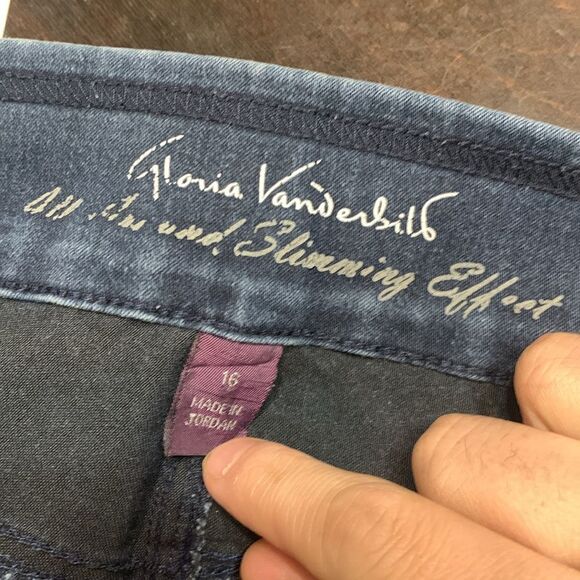 Gloria Vanderbilt
All Around Slimming Effect
16
MADE IN
JORDAN